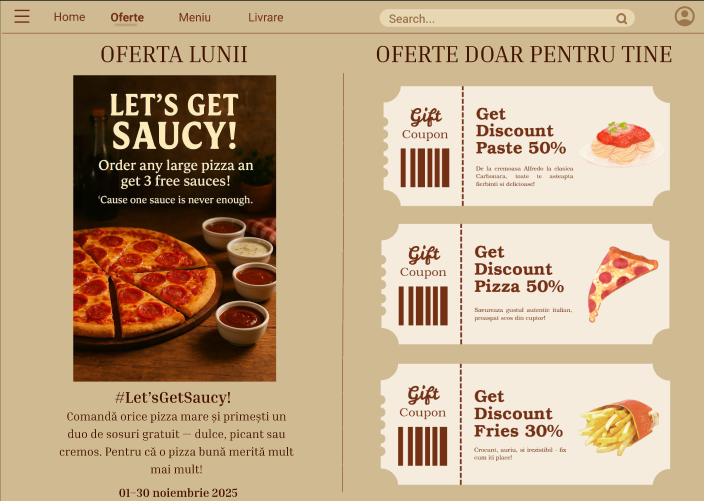 Home Oferte Meniu Livrare Search...
OFERTA LUNII
LET'S GET
SAUCY!
Order any large pizza an
get 3 free sauces!
'Cause one sauce is never enough.
#Let'sGetSaucy!
Comandă orice pizza mare și primești un
duo de sosuri gratuit — dulce, picant sau
cremos. Pentru că o pizza bună merită mult
mai mult!
01–30 noiembrie 2025
OFERTE DOAR PENTRU TINE
Gift
Coupon
Get
Discount
Paste 50%
De la cremoasa Alfredo la clasica
Carbonara, toate te asteapta
fierbinti si delicioase!
Gift
Coupon
Get
Discount
Pizza 50%
Savureaza gustul autentic italian,
proaspat scos din cuptor!
Gift
Coupon
Get
Discount
Fries 30%
Crocant, auriu, si irezistibil - fix
cum iti place!